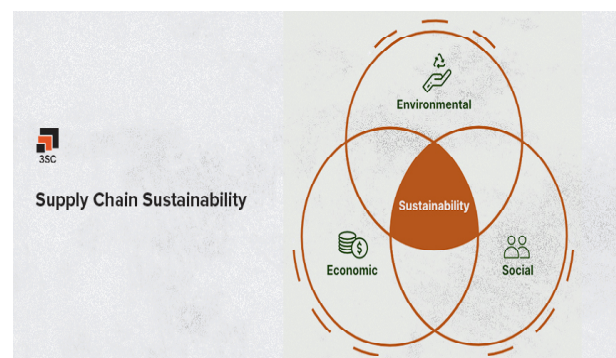 3SC
Supply Chain Sustainability
Environmental
Sustainability
Economic
Social